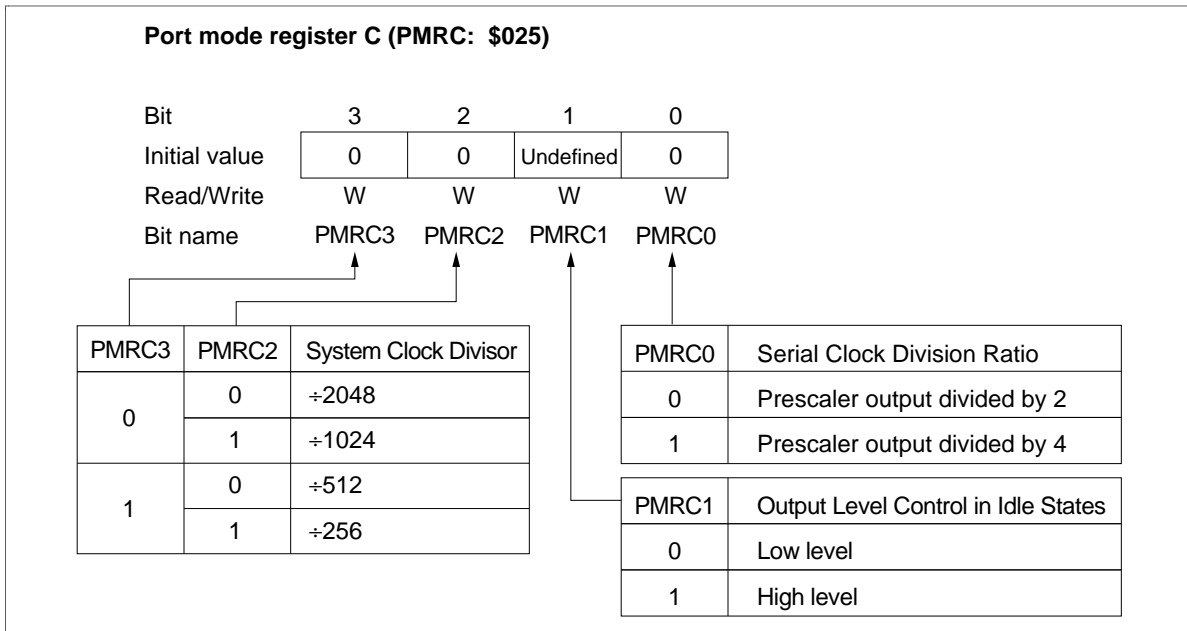 Port mode register C (PMRC: $025)
Bit 3 2 1 0
Initial value 0 0 Undefined 0
Read/Write W W W W
Bit name PMRC3 PMRC2 PMRC1 PMRC0
PMRC3 PMRC2 System Clock Divisor
0 0 ÷2048
1 ÷1024
1 0 ÷512
1 ÷256
PMRC0 Serial Clock Division Ratio
0 Prescaler output divided by 2
1 Prescaler output divided by 4
PMRC1 Output Level Control in Idle States
0 Low level
1 High level